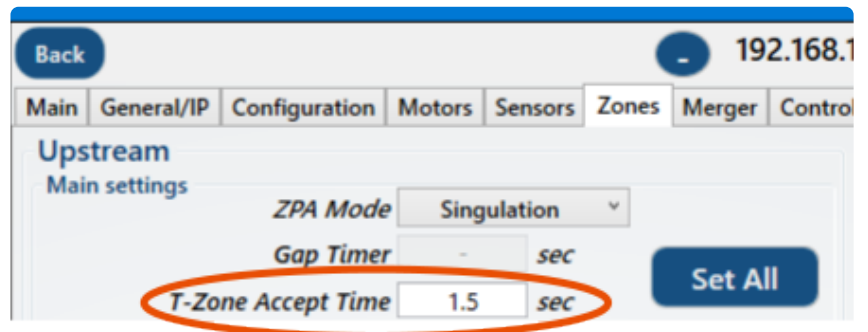 Back - 192.168.1
Main General/IP Configuration Motors Sensors Zones Merger Control
Upstream
Main settings
ZPA Mode Singulation
Gap Timer - sec
Set All
T-Zone Accept Time 1.5 sec